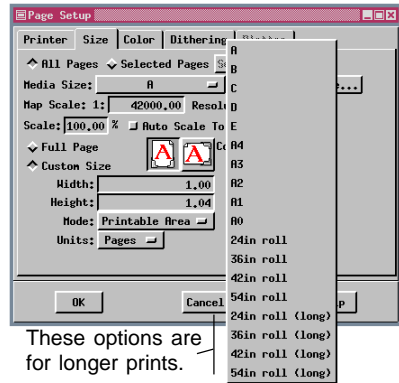 Page Setup
Printer Size Color Dithering
All Pages Selected Pages
Media Size: A ...
Map Scale: 1: 42000.00
Scale: 100.00 % Auto Scale To
Full Page
Custom Size
A A
Width: 1.00
Height: 1.04
Mode: Printable Area
Units: Pages
OK Cancel
A
B
C
D
E
A4
A3
A2
A1
A0
24in roll
36in roll
42in roll
54in roll
24in roll (long)
36in roll (long)
42in roll (long)
54in roll (long)
These options are
for longer prints.